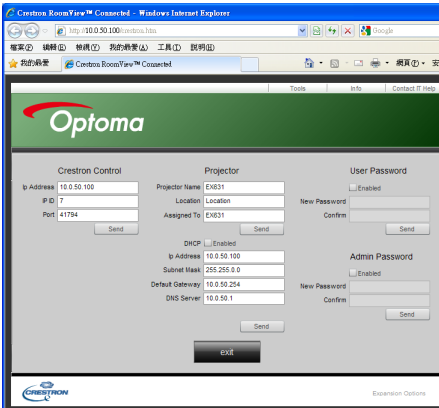 Crestron RoomView™ Connected - Windows Internet Explorer
http://10.0.50.100/crestron.htm
Google
檔案(F) 編輯(E) 檢視(V) 我的最愛(A) 工具(T) 說明(H)
我的最愛 Crestron RoomView™ Connected 網頁(P) 安
Tools Info Contact IT Help
Optoma
Crestron Control
Ip Address 10.0.50.100
IP ID 7
Port 41794
Send
Projector
Projector Name EX631
Location Location
Assigned To EX631
Send
DHCP Enabled
Ip Address 10.0.50.100
Subnet Mask 255.255.0.0
Default Gateway 10.0.50.254
DNS Server 10.0.50.1
Send
User Password
Enabled
New Password
Confirm
Send
Admin Password
Enabled
New Password
Confirm
Send
exit
CRESTRON
Expansion Options